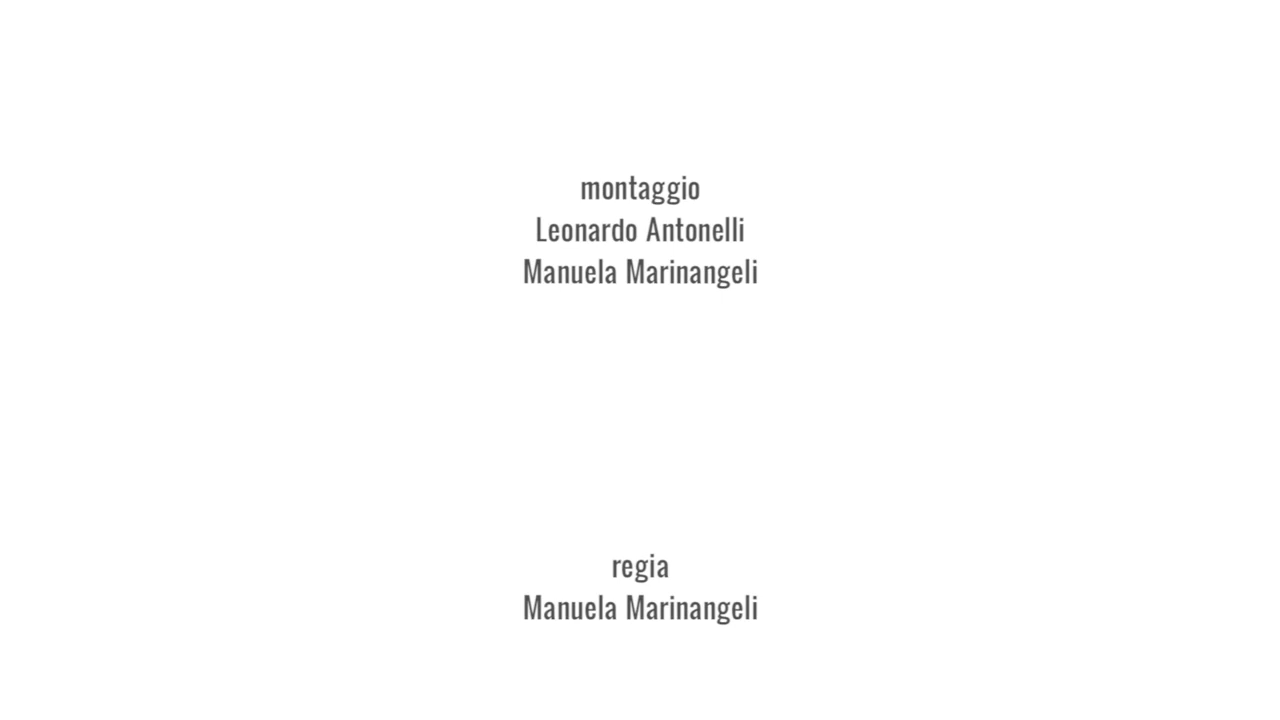 montaggio
Leonardo Antonelli
Manuela Marinangeli
regia
Manuela Marinangeli